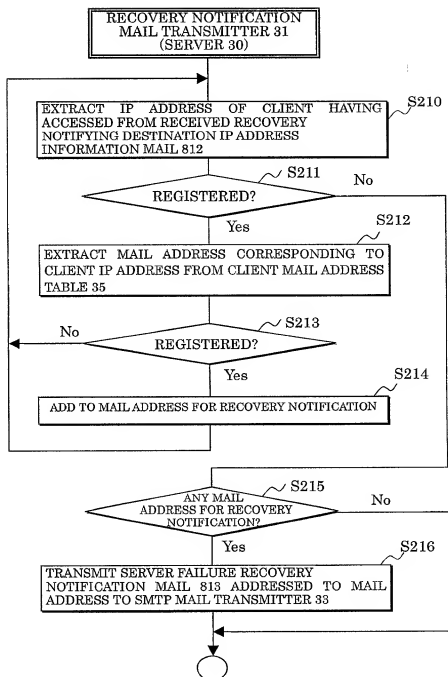 RECOVERY NOTIFICATION
MAIL TRANSMITTER 31
(SERVER 30)
S210
EXTRACT IP ADDRESS OF CLIENT HAVING
ACCESSED FROM RECEIVED RECOVERY
NOTIFYING DESTINATION IP ADDRESS
INFORMATION MAIL 812
S211
REGISTERED?
No
Yes
S212
EXTRACT MAIL ADDRESS CORRESPONDING
TO CLIENT IP ADDRESS FROM CLIENT MAIL ADDRESS
TABLE 35
S213
No
REGISTERED?
Yes
S214
ADD TO MAIL ADDRESS FOR RECOVERY NOTIFICATION
S215
ANY MAIL
ADDRESS FOR RECOVERY
NOTIFICATION?
No
Yes
S216
TRANSMIT SERVER FAILURE RECOVERY
NOTIFICATION MAIL 813 ADDRESSED TO MAIL
ADDRESS TO SMTP MAIL TRANSMITTER 33